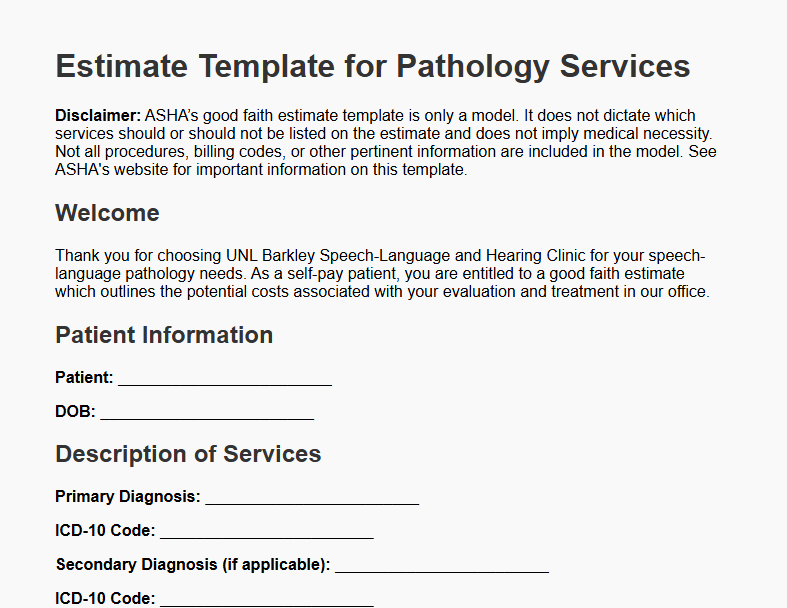 Estimate Template for Pathology Services
Disclaimer: ASHA’s good faith estimate template is only a model. It does not dictate which
services should or should not be listed on the estimate and does not imply medical necessity.
Not all procedures, billing codes, or other pertinent information are included in the model. See
ASHA's website for important information on this template.
Welcome
Thank you for choosing UNL Barkley Speech-Language and Hearing Clinic for your speech-
language pathology needs. As a self-pay patient, you are entitled to a good faith estimate
which outlines the potential costs associated with your evaluation and treatment in our office.
Patient Information
Patient: ________________________
DOB: ________________________
Description of Services
Primary Diagnosis: ________________________
ICD-10 Code: ________________________
Secondary Diagnosis (if applicable): ________________________
ICD-10 Code: ________________________